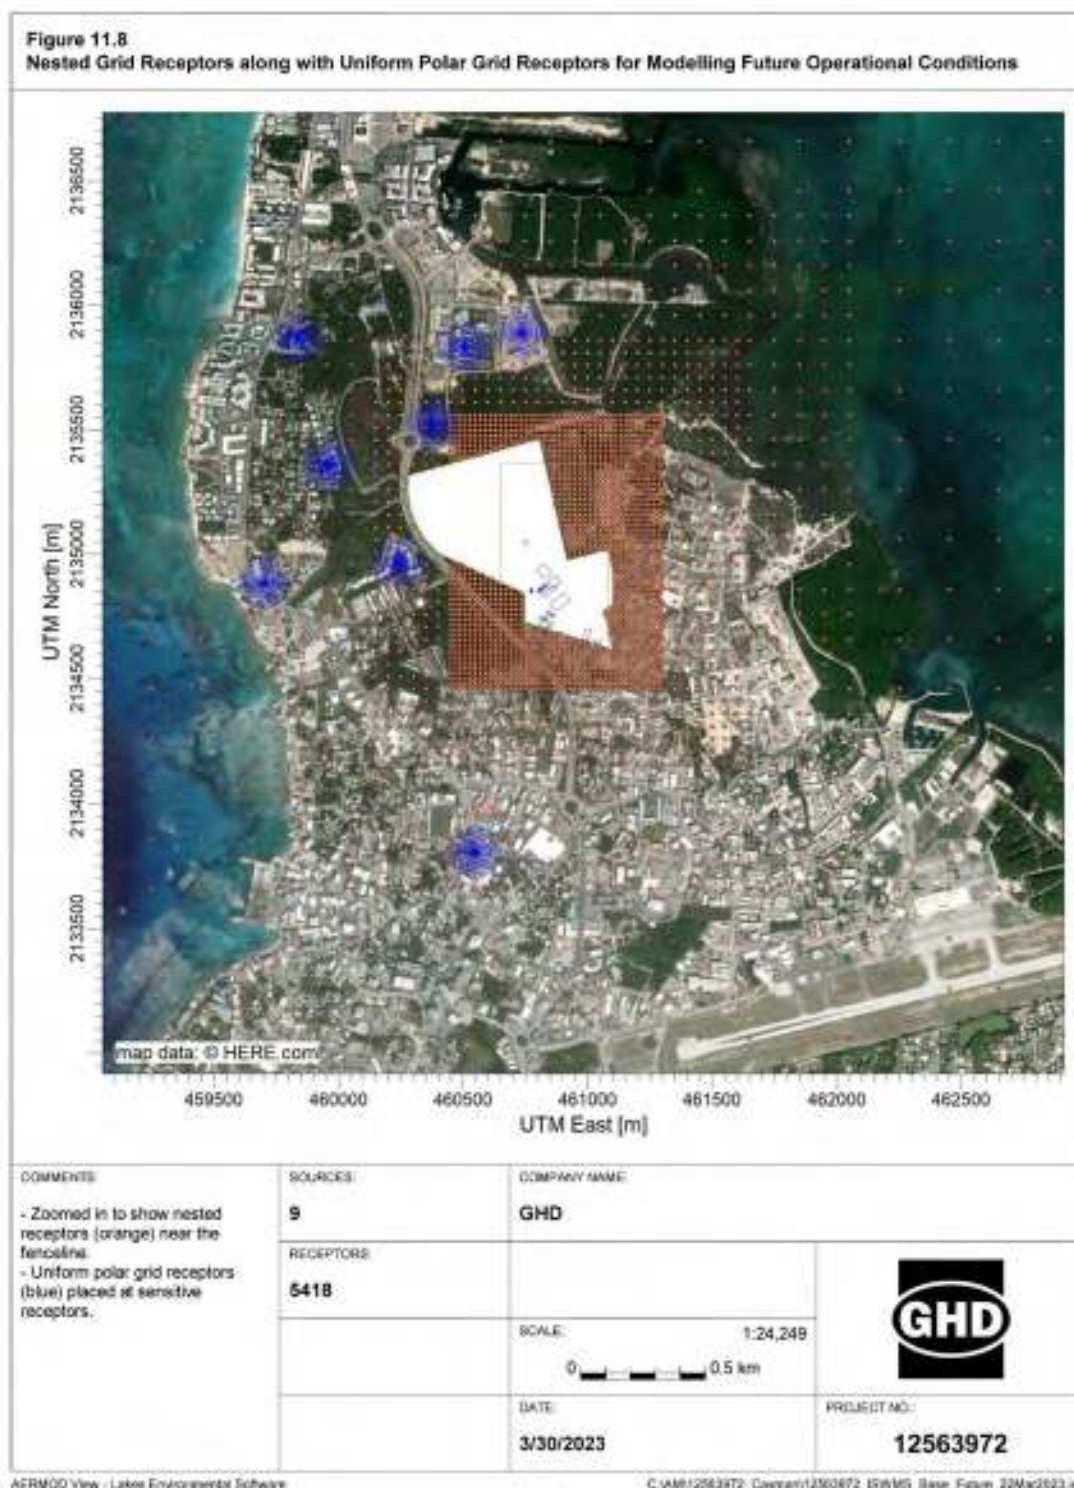 Figure 11.8
Nested Grid Receptors along with Uniform Polar Grid Receptors for Modelling Future Operational Conditions
UTM North [m]
2136500
2136000
2135500
2135000
2134500
2134000
2133500
map data: © HERE.com
459500 460000 460500 461000 461500 462000 462500
UTM East [m]
COMMENTS:
- Zoomed in to show nested
receptors (orange) near the
fenceline.
- Uniform polar grid receptors
(blue) placed at sensitive
receptors.
SOURCES:
9
RECEPTORS:
5418
COMPANY NAME:
GHD
SCALE: 1:24,249
0 0.5 km
DATE:
3/30/2023
GHD
PROJECT NO.:
12563972
AERMOD View - Lakes Environmental Software